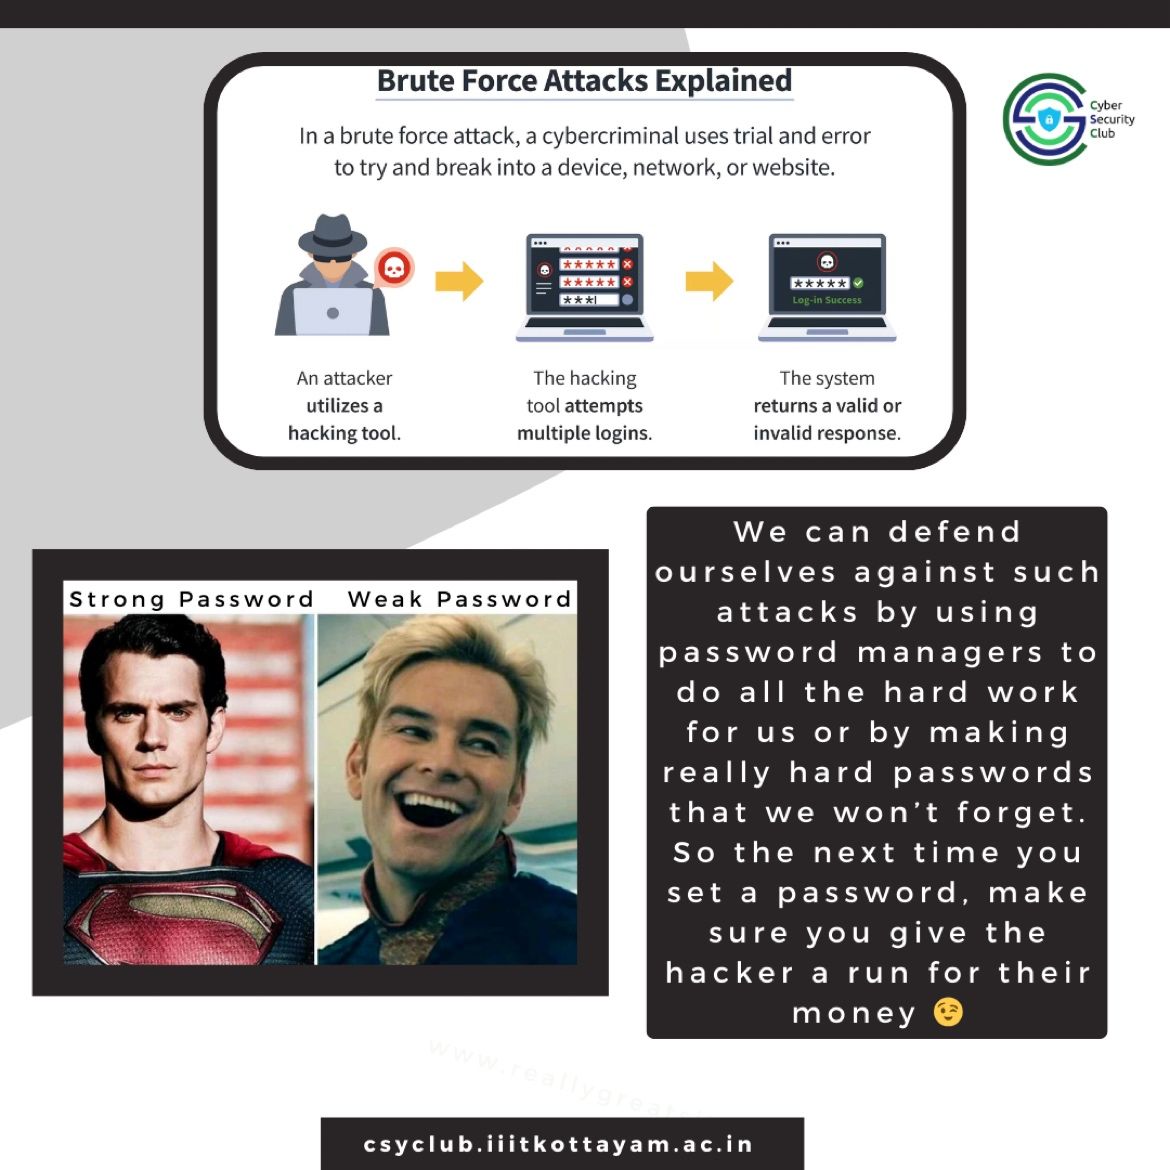 Brute Force Attacks Explained
In a brute force attack, a cybercriminal uses trial and error
to try and break into a device, network, or website.
Cyber
Security
Club
*****
*****
***
*****
Log-in Success
An attacker
utilizes a
hacking tool.
The hacking
tool attempts
multiple logins.
The system
returns a valid or
invalid response.
Strong Password
Weak Password
We can defend
ourselves against such
attacks by using
password managers to
do all the hard work
for us or by making
really hard passwords
that we won’t forget.
So the next time you
set a password, make
sure you give the
hacker a run for their
money 😉
csyclub.iiitkottayam.ac.in